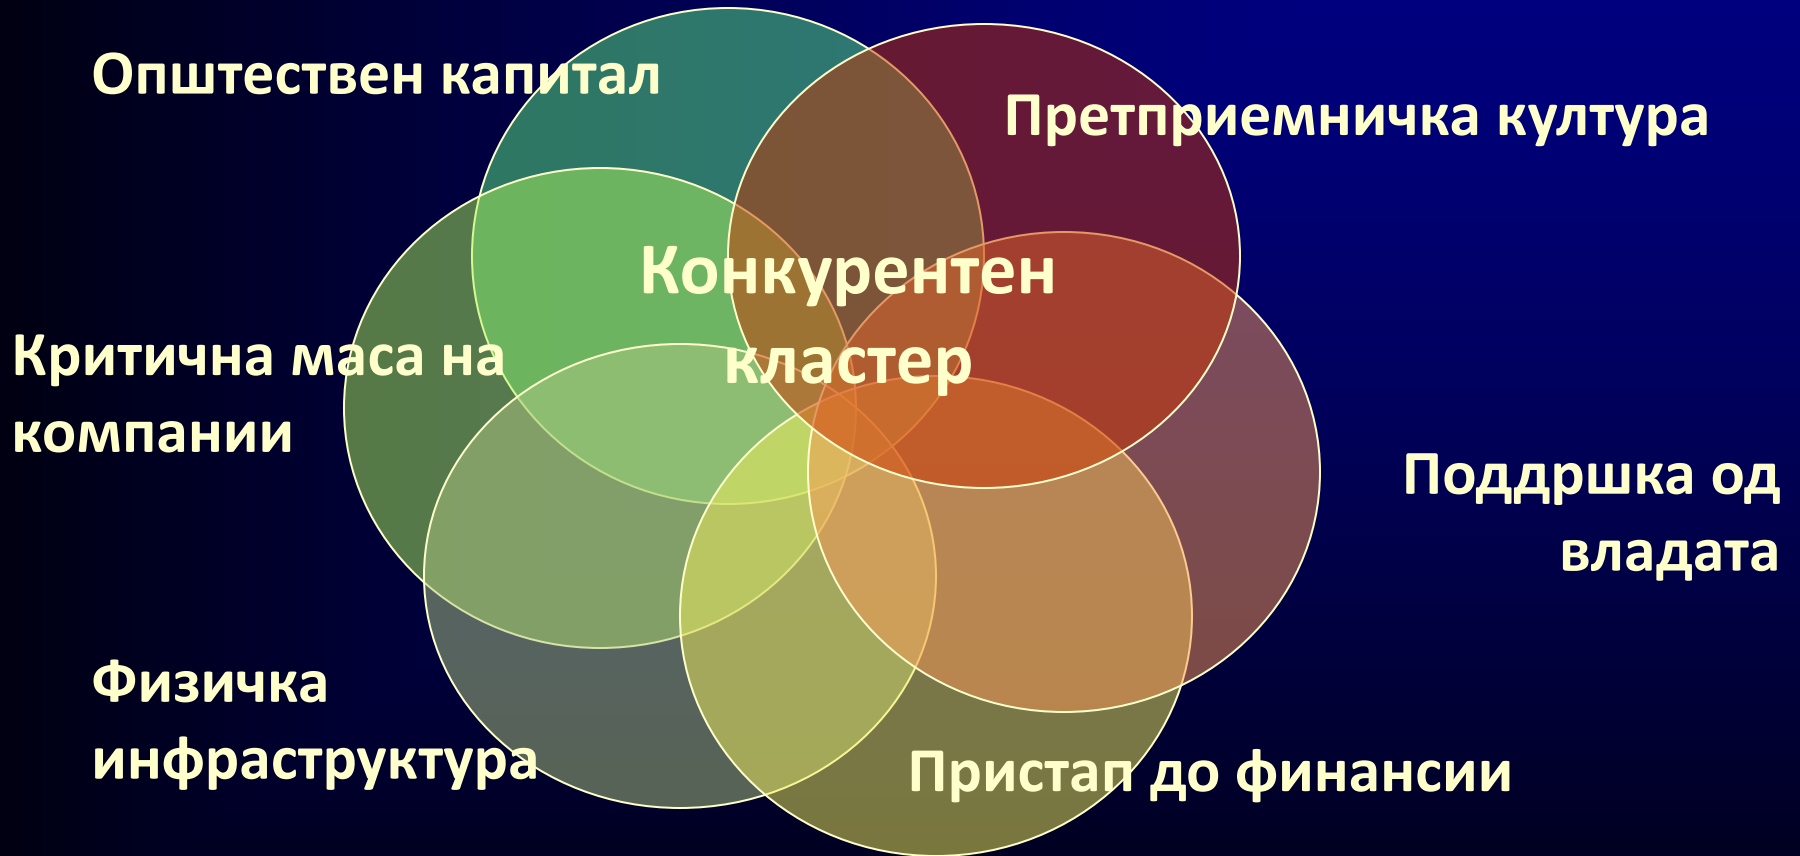 Општествен капитал
Претприемничка култура
Конкурентен
кластер
Критична маса на
компании
Поддршка од
владата
Физичка
инфраструктура
Пристап до финансии